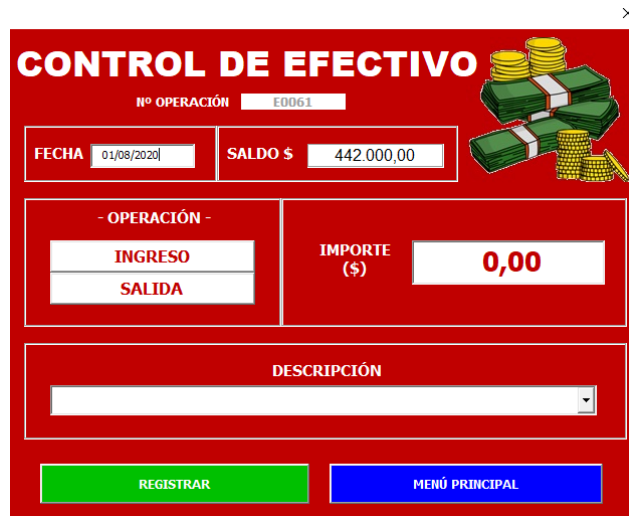 CONTROL DE EFECTIVO
Nº OPERACIÓN E0061
FECHA 01/08/2020 SALDO $ 442.000,00
- OPERACIÓN -
INGRESO
SALIDA
IMPORTE
($)
0,00
DESCRIPCIÓN
REGISTRAR MENÚ PRINCIPAL